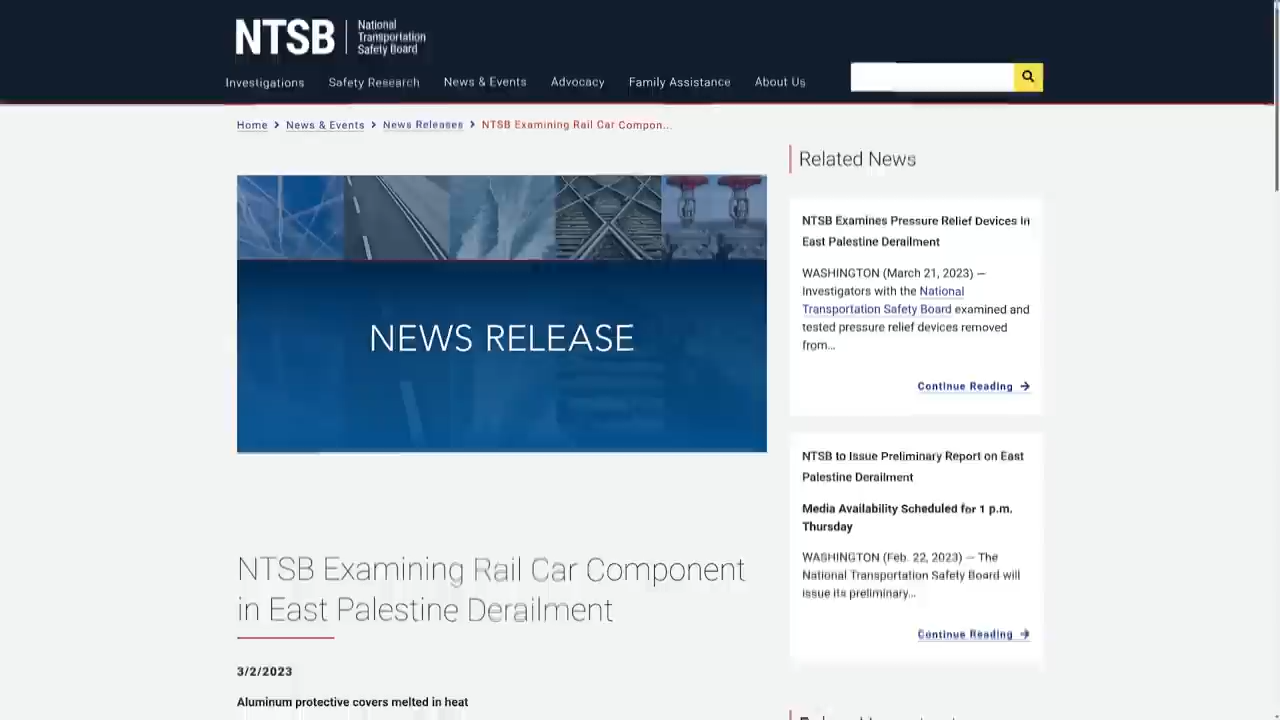 NTSB
National
Transportation
Safety Board
Investigations
Safety Research
News & Events
Advocacy
Family Assistance
About Us
Home > News & Events > News Releases > NTSB Examining Rail Car Compon...
NEWS RELEASE
NTSB Examining Rail Car Component
in East Palestine Derailment
3/2/2023
Aluminum protective covers melted in heat
Related News
NTSB Examines Pressure Relief Devices in
East Palestine Derailment
WASHINGTON (March 21, 2023) —
Investigators with the National
Transportation Safety Board examined and
tested pressure relief devices removed
from...
Continue Reading →
NTSB to Issue Preliminary Report on East
Palestine Derailment
Media Availability Scheduled for 1 p.m.
Thursday
WASHINGTON (Feb. 22, 2023) — The
National Transportation Safety Board will
issue its preliminary...
Continue Reading →